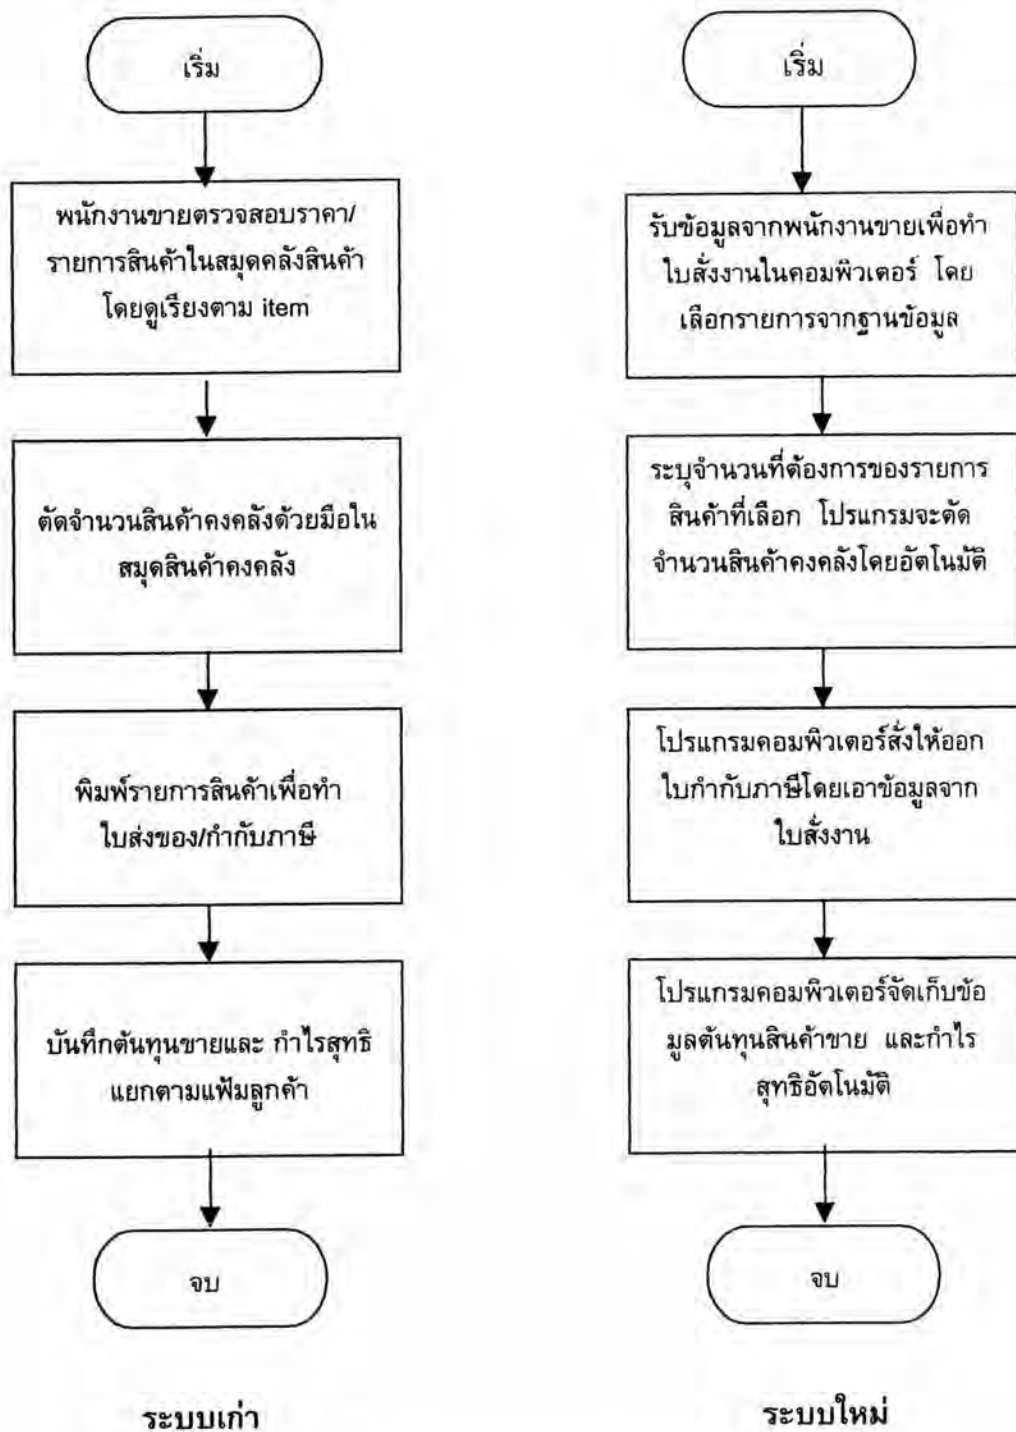 เริ่ม
พนักงานขายตรวจสอบราคา/
รายการสินค้าในสมุดคลังสินค้า
โดยดูเรียงตาม item
ตัดจำนวนสินค้าคงคลังด้วยมือใน
สมุดสินค้าคงคลัง
พิมพ์รายการสินค้าเพื่อทำ
ใบส่งของ/กำกับภาษี
บันทึกต้นทุนขายและ กำไรสุทธิ
แยกตามแฟ้มลูกค้า
จบ
ระบบเก่า
เริ่ม
รับข้อมูลจากพนักงานขายเพื่อทำ
ใบสั่งงานในคอมพิวเตอร์ โดย
เลือกรายการจากฐานข้อมูล
ระบุจำนวนที่ต้องการของรายการ
สินค้าที่เลือก โปรแกรมจะตัด
จำนวนสินค้าคงคลังโดยอัตโนมัติ
โปรแกรมคอมพิวเตอร์สั่งให้ออก
ใบกำกับภาษีโดยเอาข้อมูลจาก
ใบสั่งงาน
โปรแกรมคอมพิวเตอร์จัดเก็บข้อ
มูลต้นทุนสินค้าขาย และกำไร
สุทธิอัตโนมัติ
จบ
ระบบใหม่